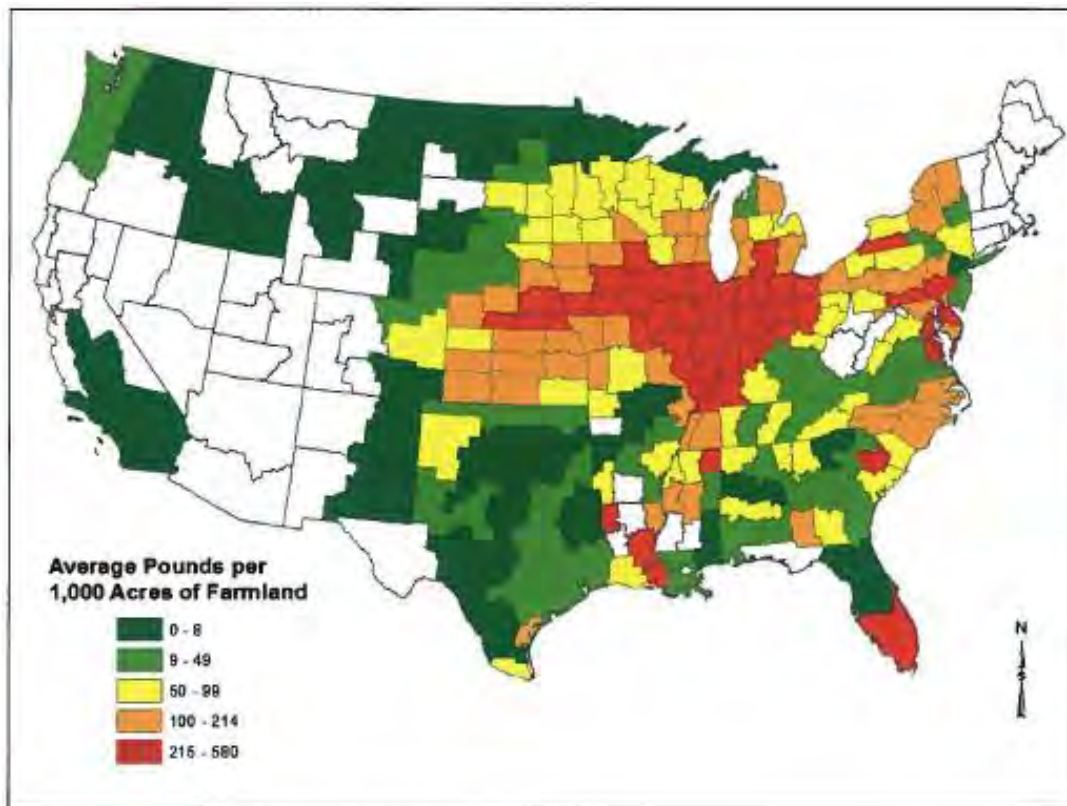 Average Pounds per
1,000 Acres of Farmland
0 - 8
9 - 49
50 - 99
100 - 214
215 - 580
N